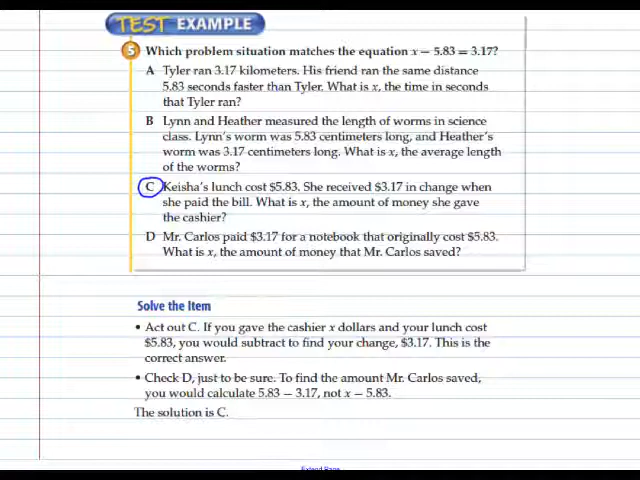 TEST EXAMPLE
5 Which problem situation matches the equation x − 5.83 = 3.17?
A Tyler ran 3.17 kilometers. His friend ran the same distance
5.83 seconds faster than Tyler. What is x, the time in seconds
that Tyler ran?
B Lynn and Heather measured the length of worms in science
class. Lynn's worm was 5.83 centimeters long, and Heather's
worm was 3.17 centimeters long. What is x, the average length
of the worms?
C Keisha's lunch cost $5.83. She received $3.17 in change when
she paid the bill. What is x, the amount of money she gave
the cashier?
D Mr. Carlos paid $3.17 for a notebook that originally cost $5.83.
What is x, the amount of money that Mr. Carlos saved?
Solve the Item
• Act out C. If you gave the cashier x dollars and your lunch cost
$5.83, you would subtract to find your change, $3.17. This is the
correct answer.
• Check D, just to be sure. To find the amount Mr. Carlos saved,
you would calculate 5.83 − 3.17, not x − 5.83.
The solution is C.
Extend Page